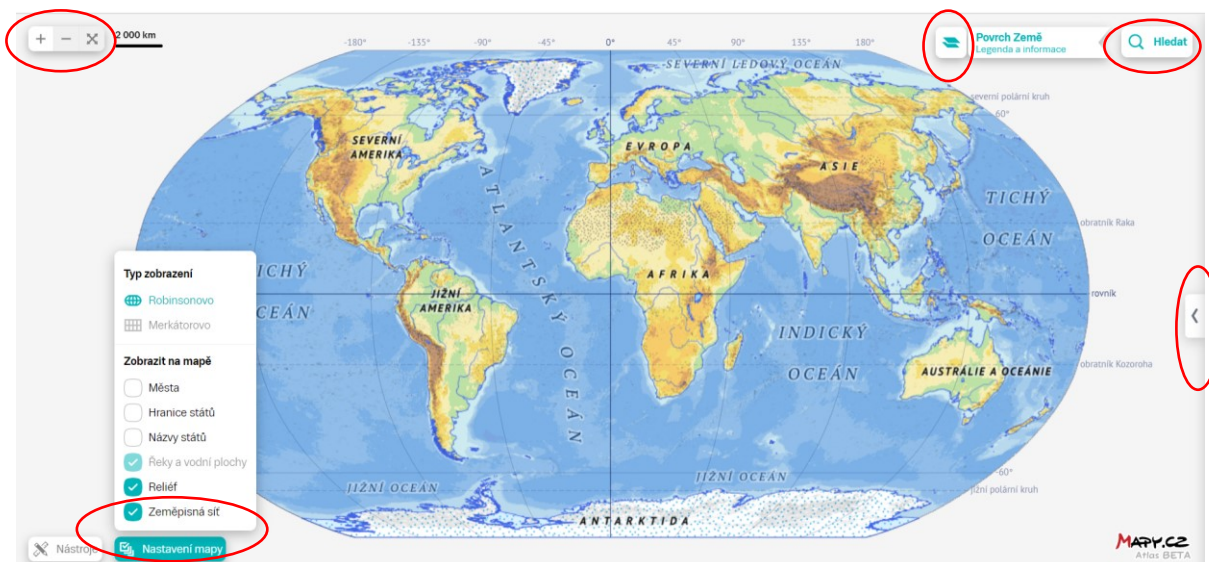 2 000 km
Povrch Země
Legenda a informace
Hledat
-180°
-135°
-90°
-45°
0°
45°
90°
135°
180°
SEVERNÍ LEDOVÝ OCEÁN
severní polární kruh
60°
SEVERNÍ
AMERIKA
EVROPA
ASIE
ATLANTSKÝ OCEÁN
TICHÝ
OCEÁN
obratník Raka
AFRIKA
JIŽNÍ
AMERIKA
ICHÝ
CEÁN
rovník
INDICKÝ
OCEÁN
AUSTRÁLIE A OCEÁNIE
obratník Kozoroha
Typ zobrazení
Robinsonovo
Merkátorovo
Zobrazit na mapě
Města
Hranice států
Názvy států
Řeky a vodní plochy
Reliéf
Zeměpisná síť
JIŽNÍ OCEÁN
JIŽNÍ OCEÁN
-60°
jižní polární kruh
ANTARKTIDA
Nástroje
Nastavení mapy
MAPY.CZ
Atlas BETA